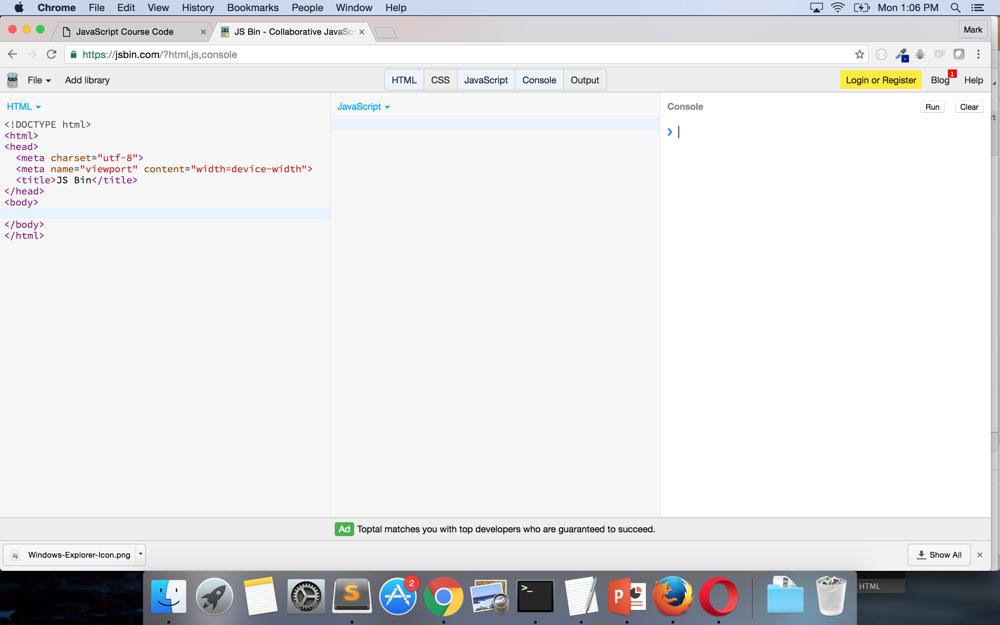 Chrome File Edit View History Bookmarks People Window Help Mon 1:06 PM
JavaScript Course Code JS Bin - Collaborative JavaScr Mark
https://jsbin.com/?html,js,console
File Add library HTML CSS JavaScript Console Output Login or Register Blog 1 Help
HTML JavaScript Console Run Clear
<!DOCTYPE html>
<html>
<head>
  <meta charset="utf-8">
  <meta name="viewport" content="width=device-width">
  <title>JS Bin</title>
</head>
<body>
</body>
</html>
Ad Toptal matches you with top developers who are guaranteed to succeed.
Windows-Explorer-Icon.png Show All
2
HTML